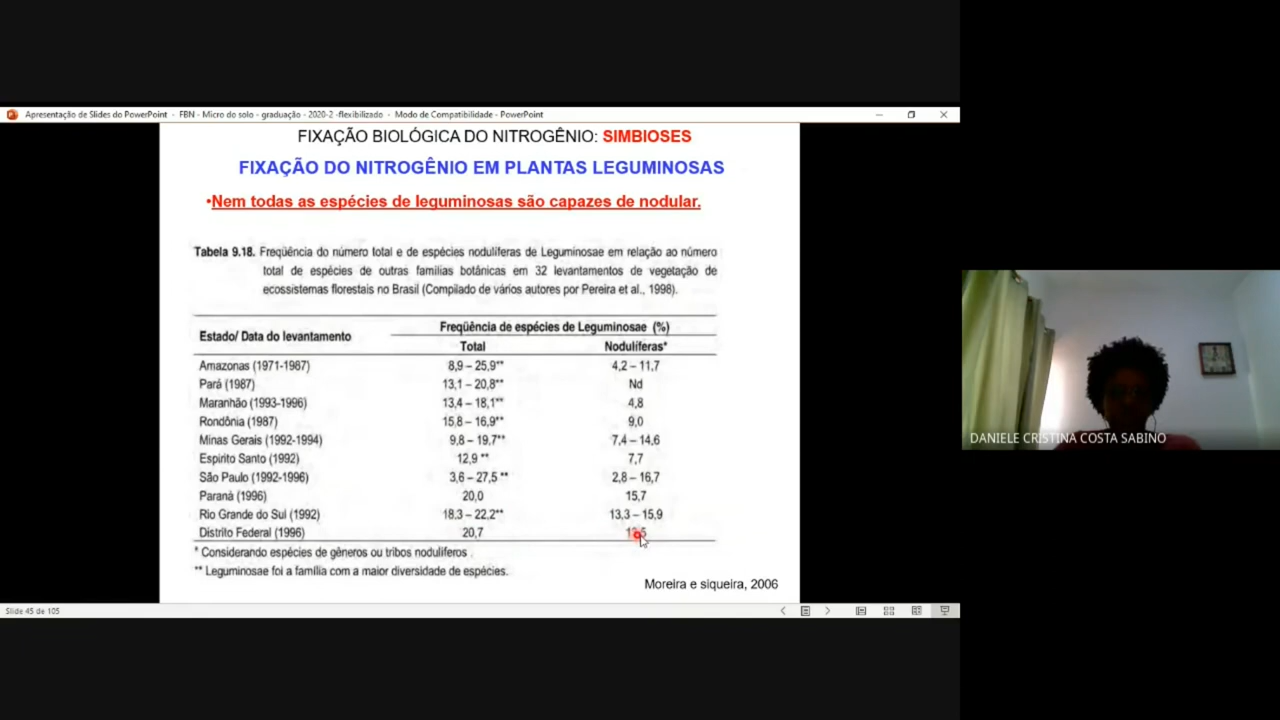 Apresentação de Slides do PowerPoint - FBN - Micro do solo - graduação - 2020-2 -flexibilizado - Modo de Compatibilidade - PowerPoint
FIXAÇÃO BIOLÓGICA DO NITROGÊNIO: SIMBIOSES
FIXAÇÃO DO NITROGÊNIO EM PLANTAS LEGUMINOSAS
•Nem todas as espécies de leguminosas são capazes de nodular.
Tabela 9.18. Freqüência do número total e de espécies nodulíferas de Leguminosae em relação ao número
total de espécies de outras famílias botânicas em 32 levantamentos de vegetação de
ecossistemas florestais no Brasil (Compilado de vários autores por Pereira et al., 1998).
Estado/ Data do levantamento
Freqüência de espécies de Leguminosae (%)
Total Nodulíferas*
Amazonas (1971-1987) 8,9 – 25,9** 4,2 – 11,7
Pará (1987) 13,1 – 20,8** Nd
Maranhão (1993-1996) 13,4 – 18,1** 4,8
Rondônia (1987) 15,8 – 16,9** 9,0
Minas Gerais (1992-1994) 9,8 – 19,7** 7,4 – 14,6
Espirito Santo (1992) 12,9 ** 7,7
São Paulo (1992-1996) 3,6 – 27,5 ** 2,8 – 16,7
Paraná (1996) 20,0 15,7
Rio Grande do Sul (1992) 18,3 – 22,2** 13,3 – 15,9
Distrito Federal (1996) 20,7
* Considerando espécies de gêneros ou tribos nodulíferos
** Leguminosae foi a família com a maior diversidade de espécies.
Moreira e siqueira, 2006
Slide 45 de 105
DANIELE CRISTINA COSTA SABINO